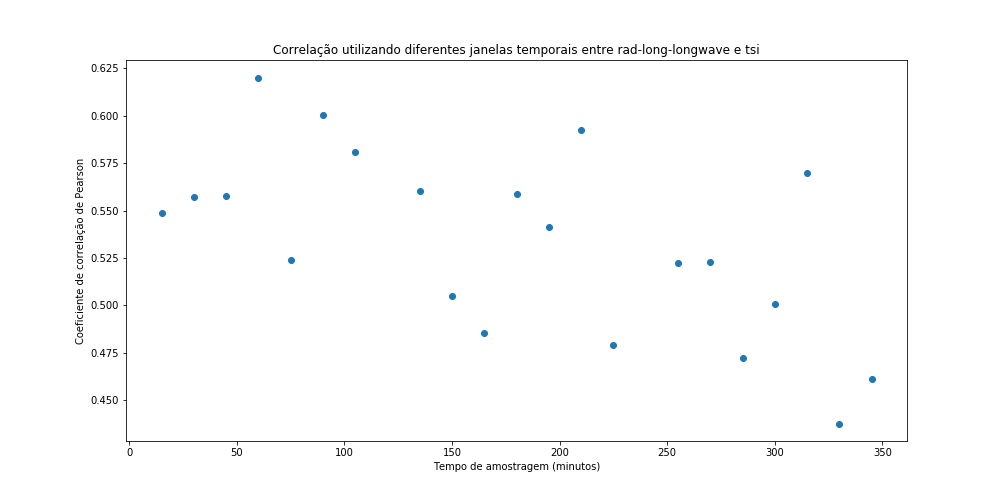 Correlação utilizando diferentes janelas temporais entre rad-long-longwave e tsi
Coeficiente de correlação de Pearson
0.625
0.600
0.575
0.550
0.525
0.500
0.475
0.450
0 50 100 150 200 250 300 350
Tempo de amostragem (minutos)